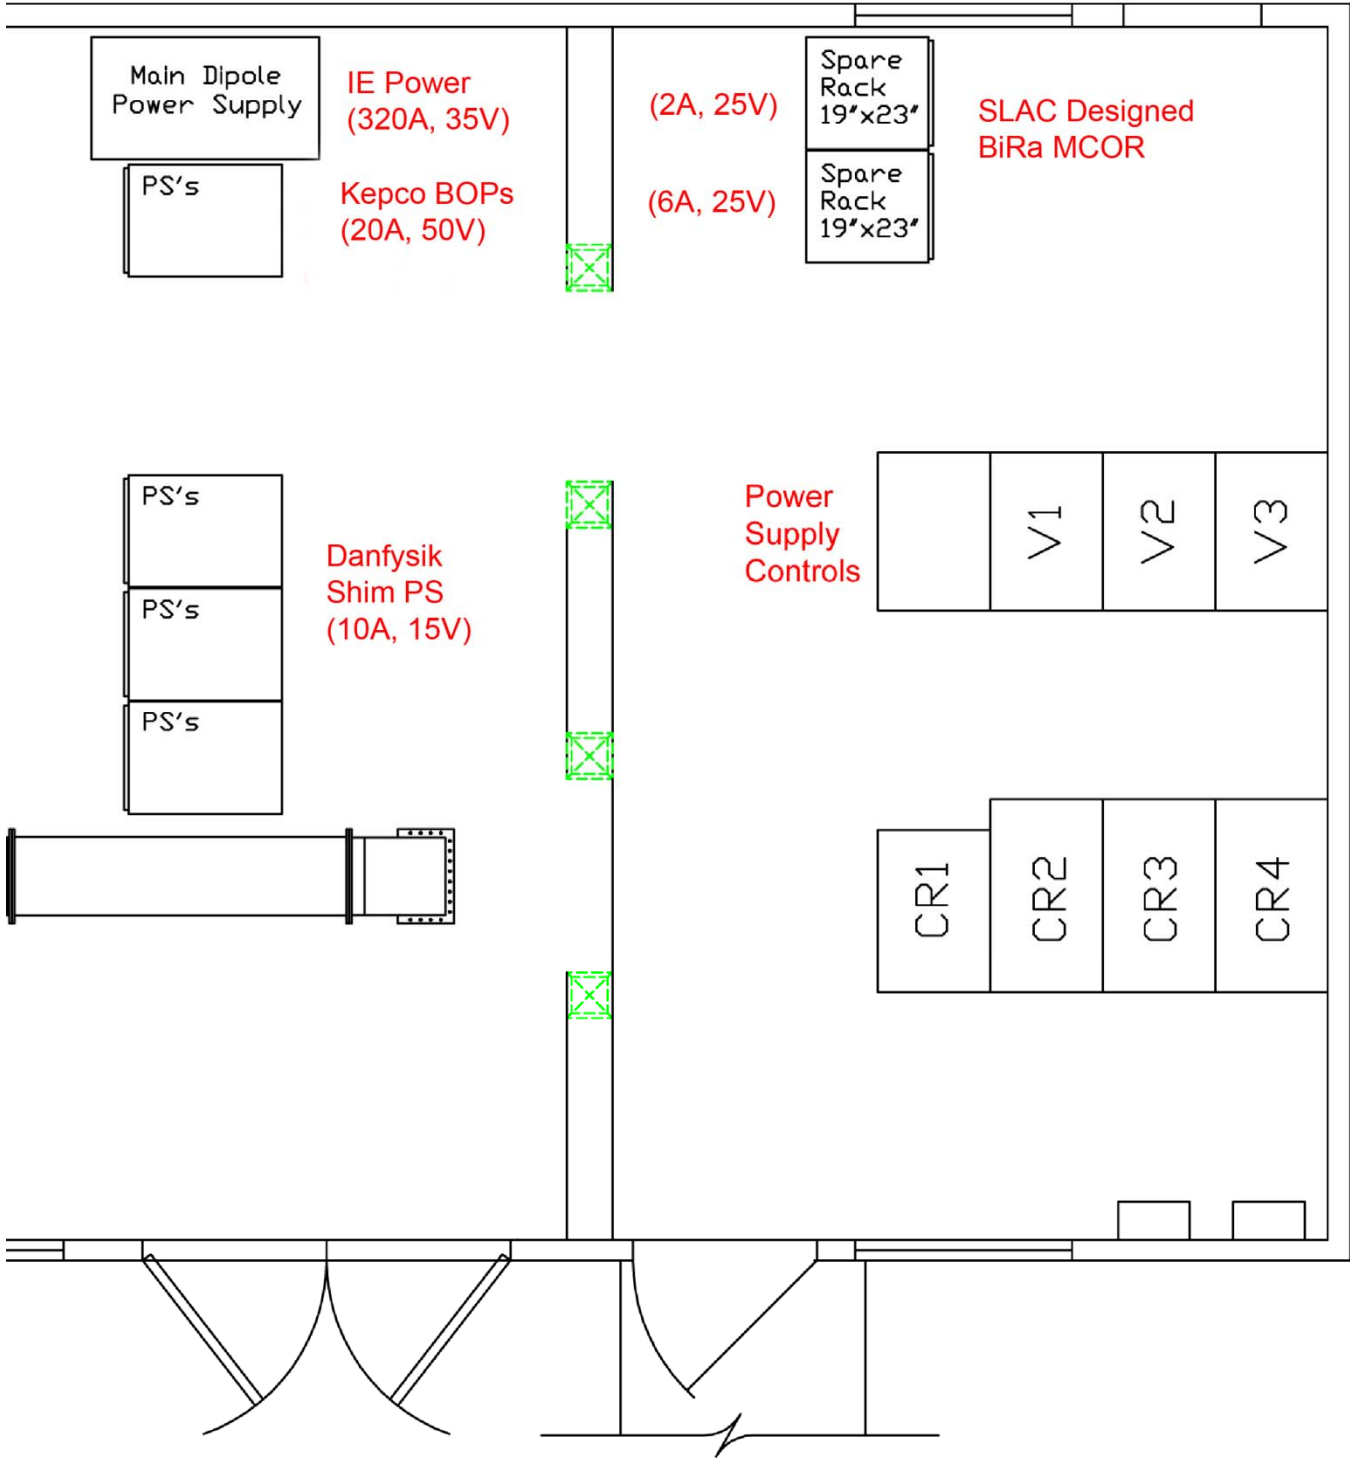 Main Dipole
Power Supply
IE Power
(320A, 35V)
PS's
Kepco BOPs
(20A, 50V)
(2A, 25V)
Spare
Rack
19"x23"
SLAC Designed
BiRa MCOR
(6A, 25V)
Spare
Rack
19"x23"
PS's
Danfysik
Shim PS
(10A, 15V)
PS's
PS's
Power
Supply
Controls
V1
V2
V3
CR1
CR2
CR3
CR4